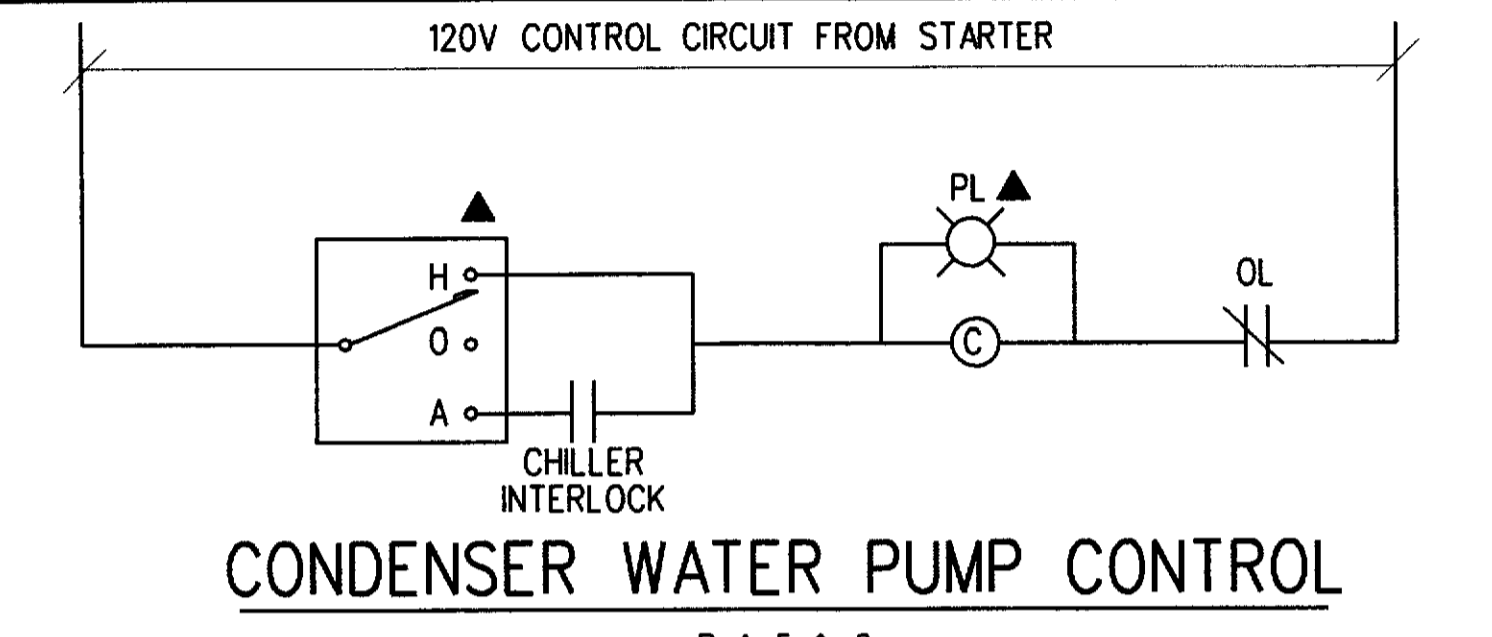 120V CONTROL CIRCUIT FROM STARTER
PL
H
OL
O
C
A
CHILLER
INTERLOCK
CONDENSER WATER PUMP CONTROL